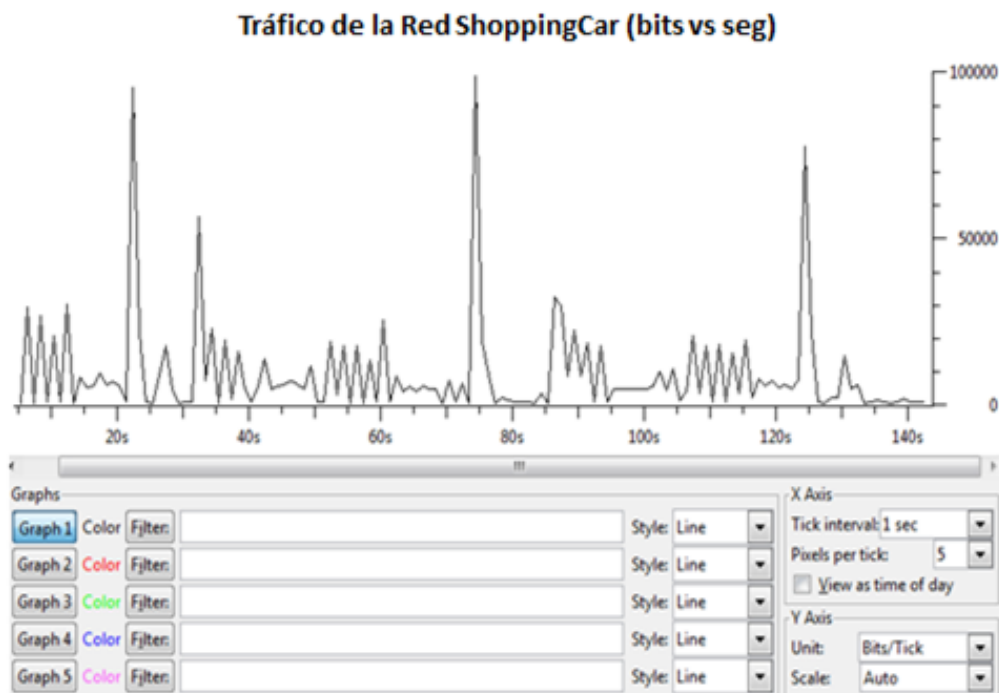 Tráfico de la Red ShoppingCar (bits vs seg)
100000
50000
0
20s 40s 60s 80s 100s 120s 140s
Graphs
Graph 1 Color Filter: Style: Line
Graph 2 Color Filter: Style: Line
Graph 3 Color Filter: Style: Line
Graph 4 Color Filter: Style: Line
Graph 5 Color Filter: Style: Line
X Axis
Tick interval: 1 sec
Pixels per tick: 5
View as time of day
Y Axis
Unit: Bits/Tick
Scale: Auto